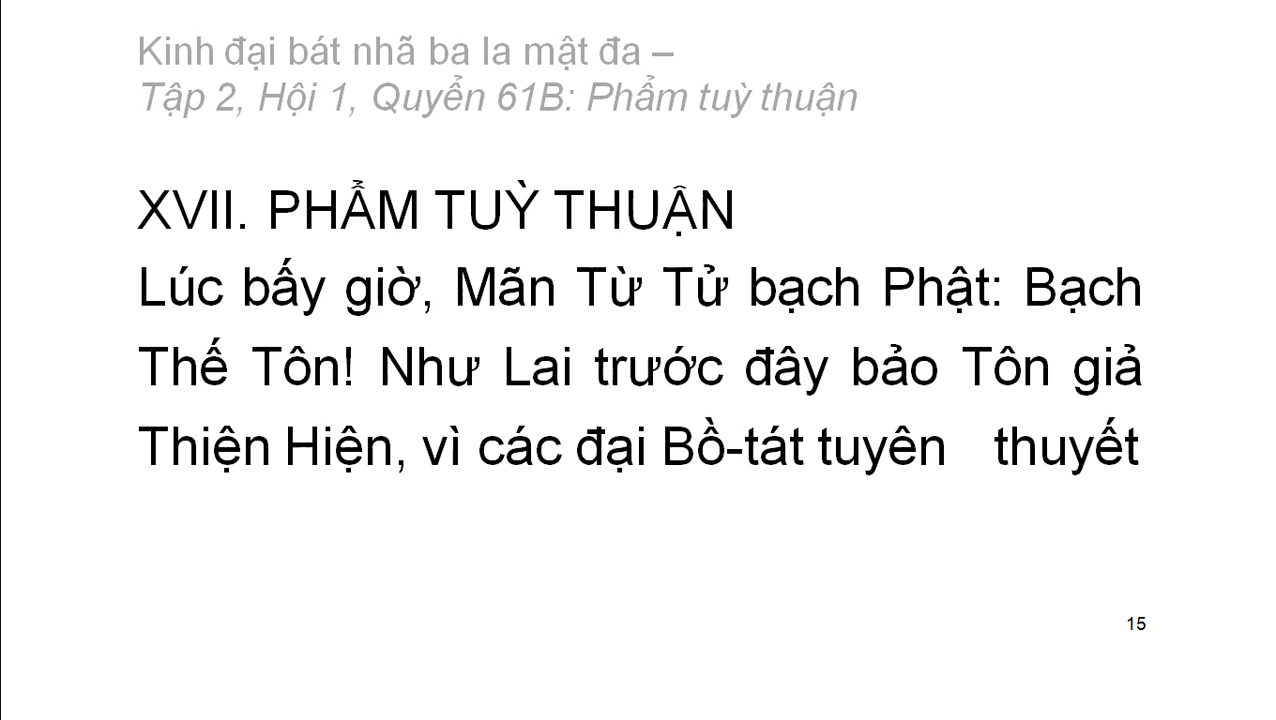 Kinh đại bát nhã ba la mật đa –
Tập 2, Hội 1, Quyển 61B: Phẩm tuỳ thuận
XVII. PHẨM TUỲ THUẬN
Lúc bấy giờ, Mãn Từ Tử bạch Phật: Bạch
Thế Tôn! Như Lai trước đây bảo Tôn giả
Thiện Hiện, vì các đại Bồ-tát tuyên thuyết
15